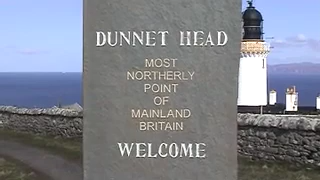 DUNNET HEAD
MOST
NORTHERLY
POINT
OF
MAINLAND
BRITAIN
WELCOME